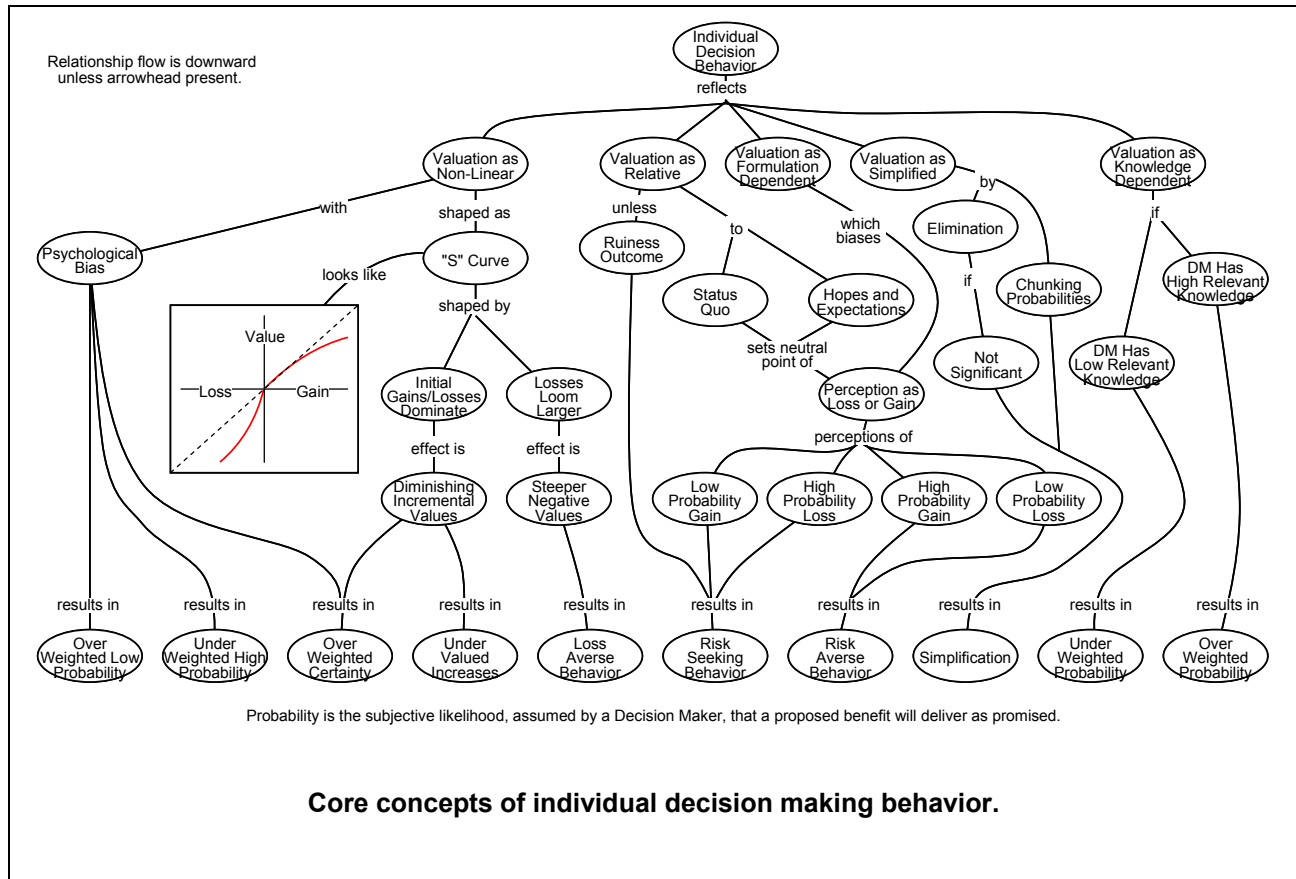 Individual
Decision
Behavior
Relationship flow is downward
unless arrowhead present.
reflects
Valuation as
Non-Linear
Valuation as
Relative
Valuation as
Formulation
Dependent
Valuation as
Simplified
Valuation as
Knowledge
Dependent
with
shaped as
unless
to
which
biases
by
if
Psychological
Bias
"S" Curve
Ruiness
Outcome
Elimination
looks like
shaped by
Status
Quo
Hopes and
Expectations
if
Chunking
Probabilities
DM Has
High Relevant
Knowledge
Value
Loss
Gain
sets neutral
point of
Not
Significant
DM Has
Low Relevant
Knowledge
Initial
Gains/Losses
Dominate
Losses
Loom
Larger
Perception as
Loss or Gain
effect is
effect is
perceptions of
Diminishing
Incremental
Values
Steeper
Negative
Values
Low
Probability
Gain
High
Probability
Loss
High
Probability
Gain
Low
Probability
Loss
results in
results in
results in
results in
results in
results in
results in
results in
results in
results in
Over
Weighted Low
Probability
Under
Weighted High
Probability
Over
Weighted
Certainty
Under
Valued
Increases
Loss
Averse
Behavior
Risk
Seeking
Behavior
Risk
Averse
Behavior
Simplification
Under
Weighted
Probability
Over
Weighted
Probability
Probability is the subjective likelihood, assumed by a Decision Maker, that a proposed benefit will deliver as promised.
Core concepts of individual decision making behavior.